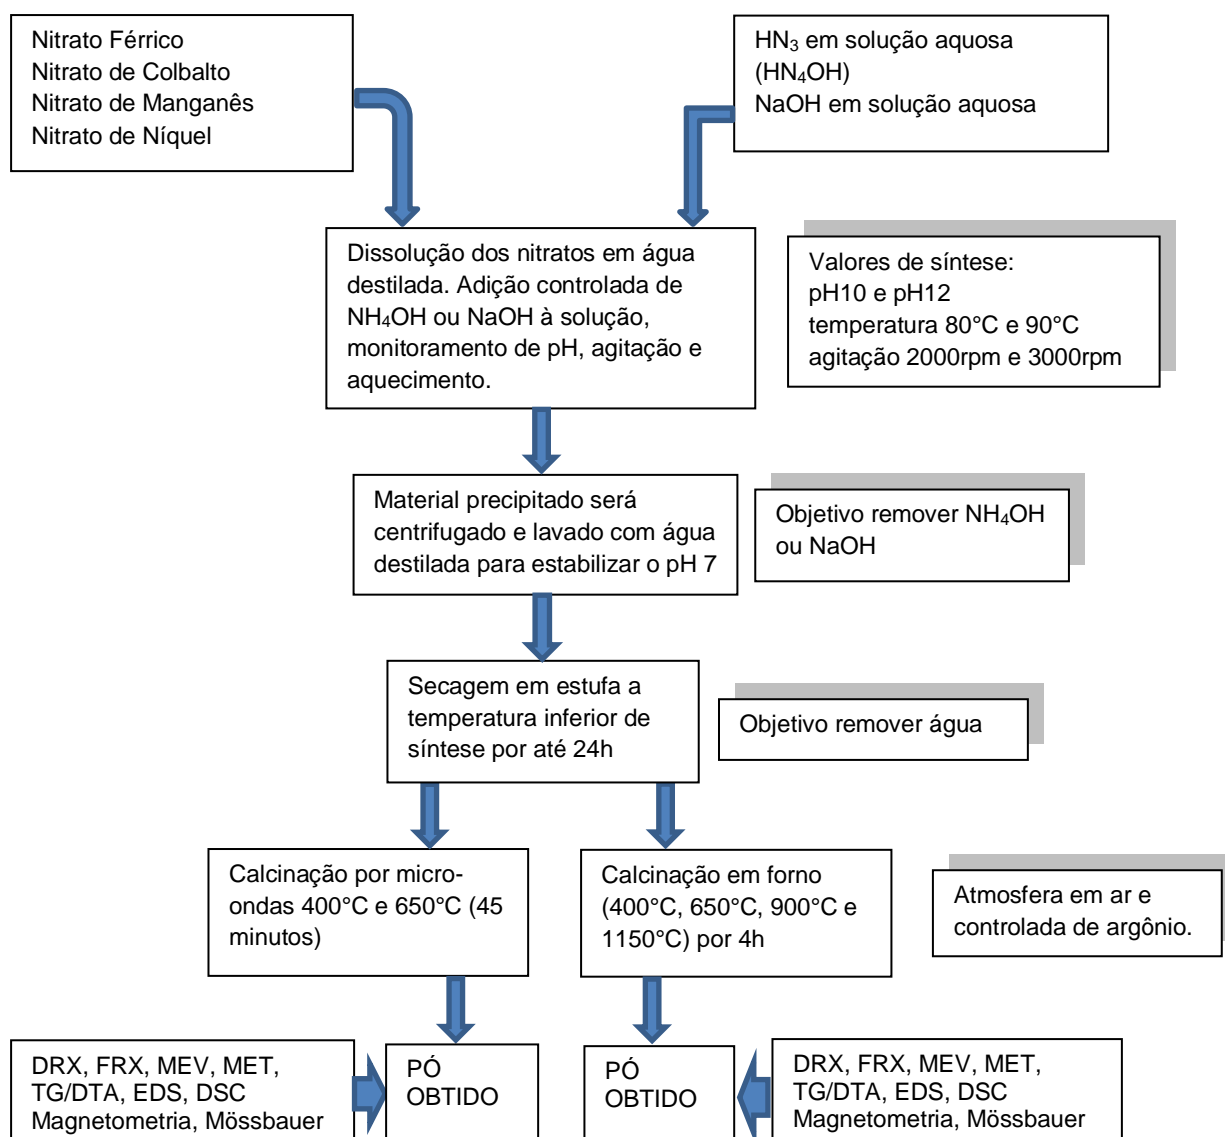 Nitrato Férrico
Nitrato de Colbalto
Nitrato de Manganês
Nitrato de Níquel
HN₃ em solução aquosa
(HN₄OH)
NaOH em solução aquosa
Dissolução dos nitratos em água
destilada. Adição controlada de
NH₄OH ou NaOH à solução,
monitoramento de pH, agitação e
aquecimento.
Valores de síntese:
pH10 e pH12
temperatura 80°C e 90°C
agitação 2000rpm e 3000rpm
Material precipitado será
centrifugado e lavado com água
destilada para estabilizar o pH 7
Objetivo remover NH₄OH
ou NaOH
Secagem em estufa a
temperatura inferior de
síntese por até 24h
Objetivo remover água
Calcinação por micro-
ondas 400°C e 650°C (45
minutos)
Calcinação em forno
(400°C, 650°C, 900°C e
1150°C) por 4h
Atmosfera em ar e
controlada de argônio.
DRX, FRX, MEV, MET,
TG/DTA, EDS, DSC
Magnetometria, Mössbauer
PÓ
OBTIDO
PÓ
OBTIDO
DRX, FRX, MEV, MET,
TG/DTA, EDS, DSC
Magnetometria, Mössbauer